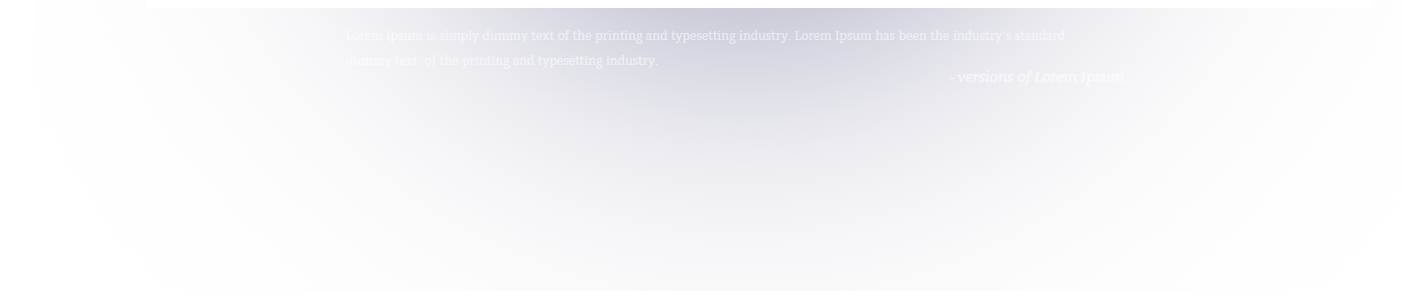 Lorem Ipsum is simply dummy text of the printing and typesetting industry. Lorem Ipsum has been the industry's standard
dummy text of the printing and typesetting industry.
- versions of Lorem Ipsum.